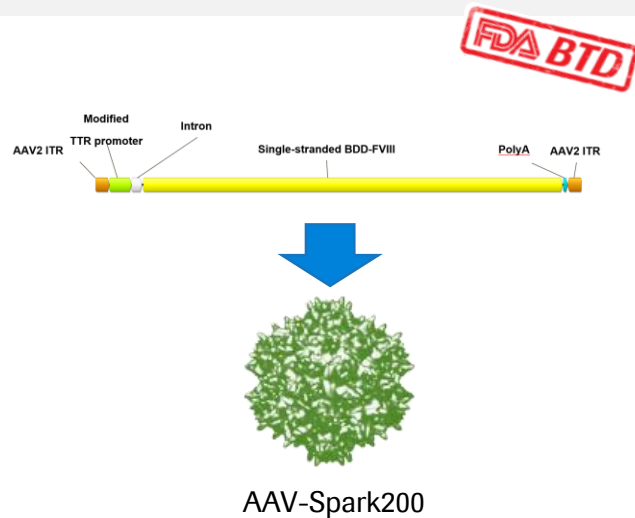 FDA BTD
Modified
TTR promoter
Intron
AAV2 ITR
Single-stranded BDD-FVIII
PolyA
AAV2 ITR
AAV-Spark200